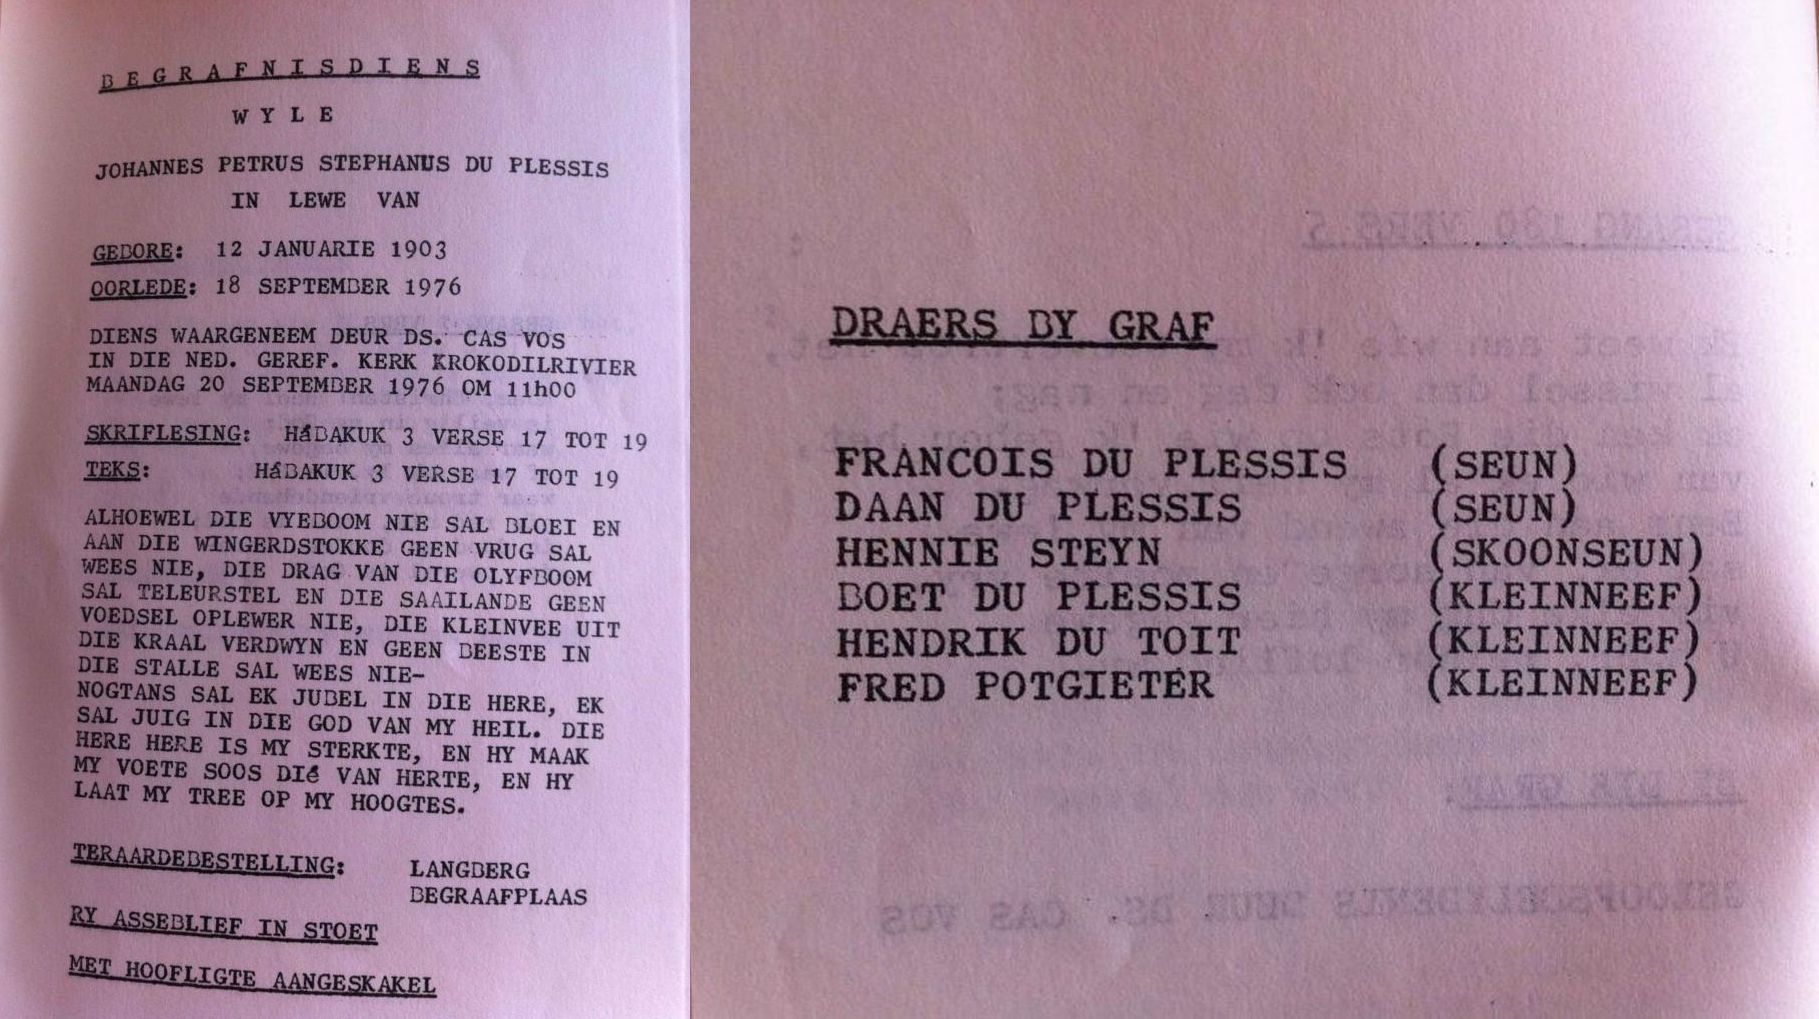 BEGRAFNISDIENS
WYLE
JOHANNES PETRUS STEPHANUS DU PLESSIS
IN LEWE VAN
GEBORE: 12 JANUARIE 1903
OORLEDE: 18 SEPTEMBER 1976
DIENS WAARGENEEM DEUR DS. CAS VOS
IN DIE NED. GEREF. KERK KROKODILRIVIER
MAANDAG 20 SEPTEMBER 1976 OM 11h00
SKRIFLESING: HáBAKUK 3 VERSE 17 TOT 19
TEKS: HáBAKUK 3 VERSE 17 TOT 19
ALHOEWEL DIE VYEBOOM NIE SAL BLOEI EN
AAN DIE WINGERDSTOKKE GEEN VRUG SAL
WEES NIE, DIE DRAG VAN DIE OLYFBOOM
SAL TELEURSTEL EN DIE SAAILANDE GEEN
VOEDSEL OPLEWER NIE, DIE KLEINVEE UIT
DIE KRAAL VERDWYN EN GEEN BEESTE IN
DIE STALLE SAL WEES NIE-
NOGTANS SAL EK JUBEL IN DIE HERE, EK
SAL JUIG IN DIE GOD VAN MY HEIL. DIE
HERE HERE IS MY STERKTE, EN HY MAAK
MY VOETE SOOS DIé VAN HERTE, EN HY
LAAT MY TREE OP MY HOOGTES.
TERAARDEBESTELLING: LANGBERG
BEGRAAFPLAAS
RY ASSEBLIEF IN STOET
MET HOOFLIGTE AANGESKAKEL
DRAERS BY GRAF
FRANCOIS DU PLESSIS (SEUN)
DAAN DU PLESSIS (SEUN)
HENNIE STEYN (SKOONSEUN)
BOET DU PLESSIS (KLEINNEEF)
HENDRIK DU TOIT (KLEINNEEF)
FRED POTGIETER (KLEINNEEF)